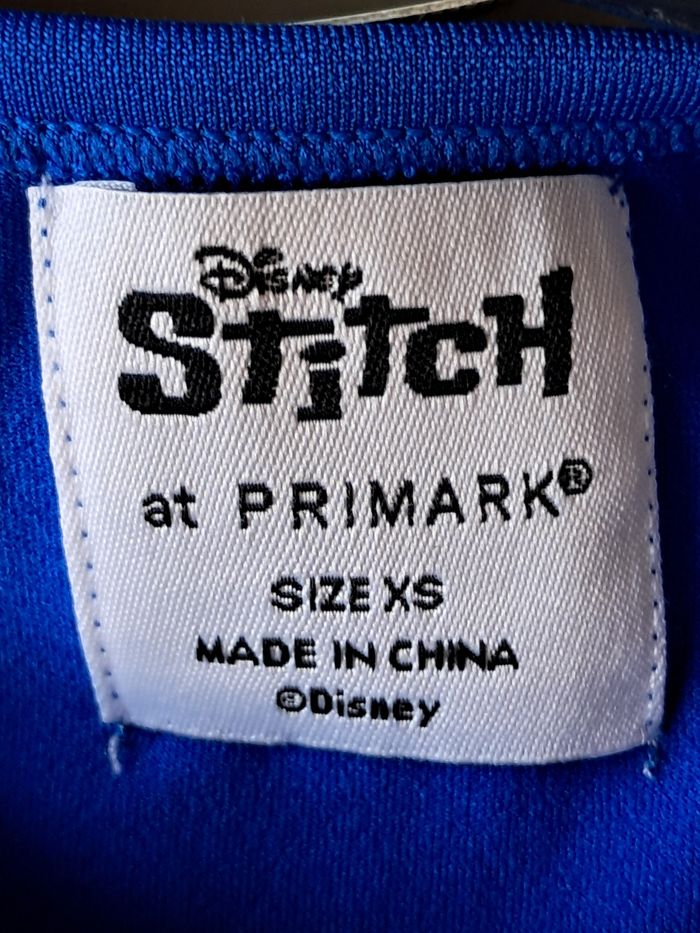 Disney
Stitch
at PRIMARK®
SIZE XS
MADE IN CHINA
©Disney